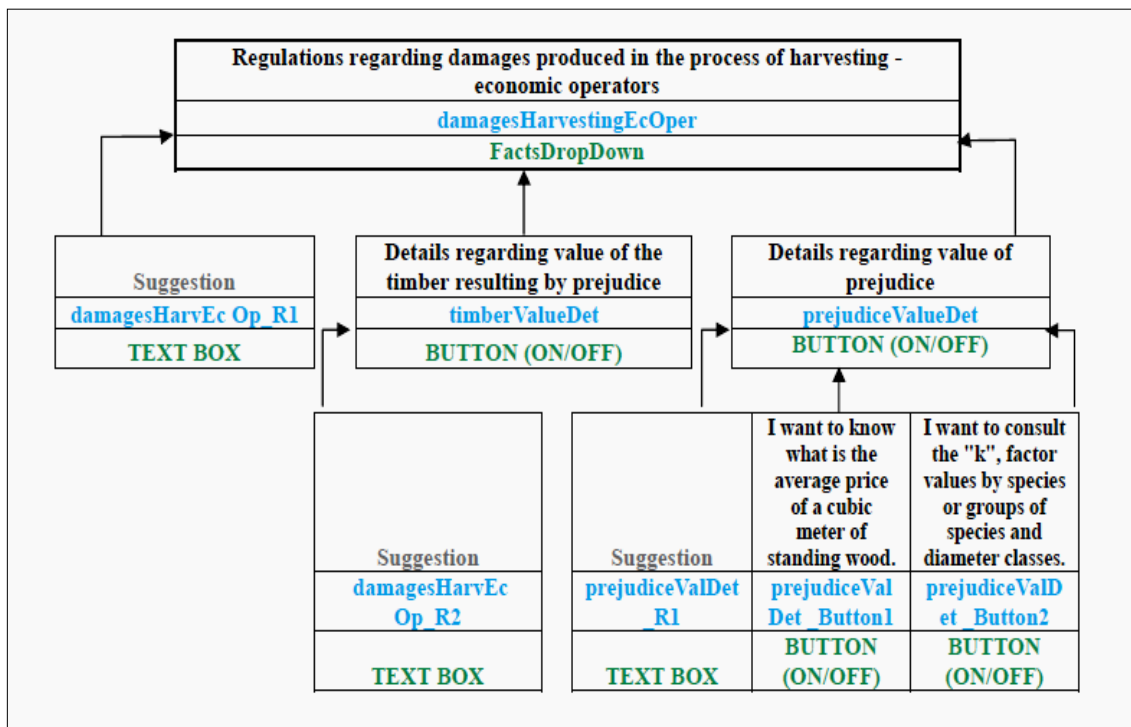 Regulations regarding damages produced in the process of harvesting -
economic operators
damagesHarvestingEcOper
FactsDropDown
Suggestion
damagesHarvEc Op_R1
TEXT BOX
Details regarding value of the
timber resulting by prejudice
timberValueDet
BUTTON (ON/OFF)
Details regarding value of
prejudice
prejudiceValueDet
BUTTON (ON/OFF)
Suggestion
damagesHarvEc
Op_R2
TEXT BOX
Suggestion
prejudiceValDet
_R1
TEXT BOX
I want to know
what is the
average price
of a cubic
meter of
standing wood.
prejudiceVal
Det _Button1
BUTTON
(ON/OFF)
I want to consult
the "k", factor
values by species
or groups of
species and
diameter classes.
prejudiceValD
et _Button2
BUTTON
(ON/OFF)